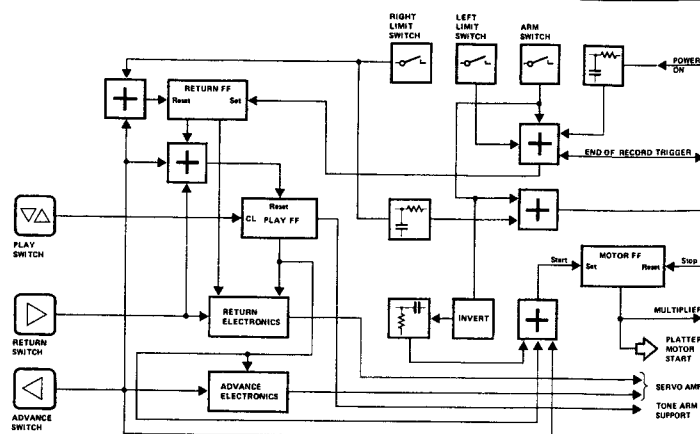 RIGHT
LIMIT
SWITCH
LEFT
LIMIT
SWITCH
ARM
SWITCH
POWER
ON
RETURN FF
Reset
Set
END OF RECORD TRIGGER
Reset
CL
PLAY FF
PLAY
SWITCH
MOTOR FF
Start
Set
Reset
Stop
RETURN
ELECTRONICS
INVERT
MULTIPLIER
RETURN
SWITCH
PLATTER
MOTOR
START
ADVANCE
ELECTRONICS
SERVO AMP
ADVANCE
SWITCH
TONE ARM
SUPPORT